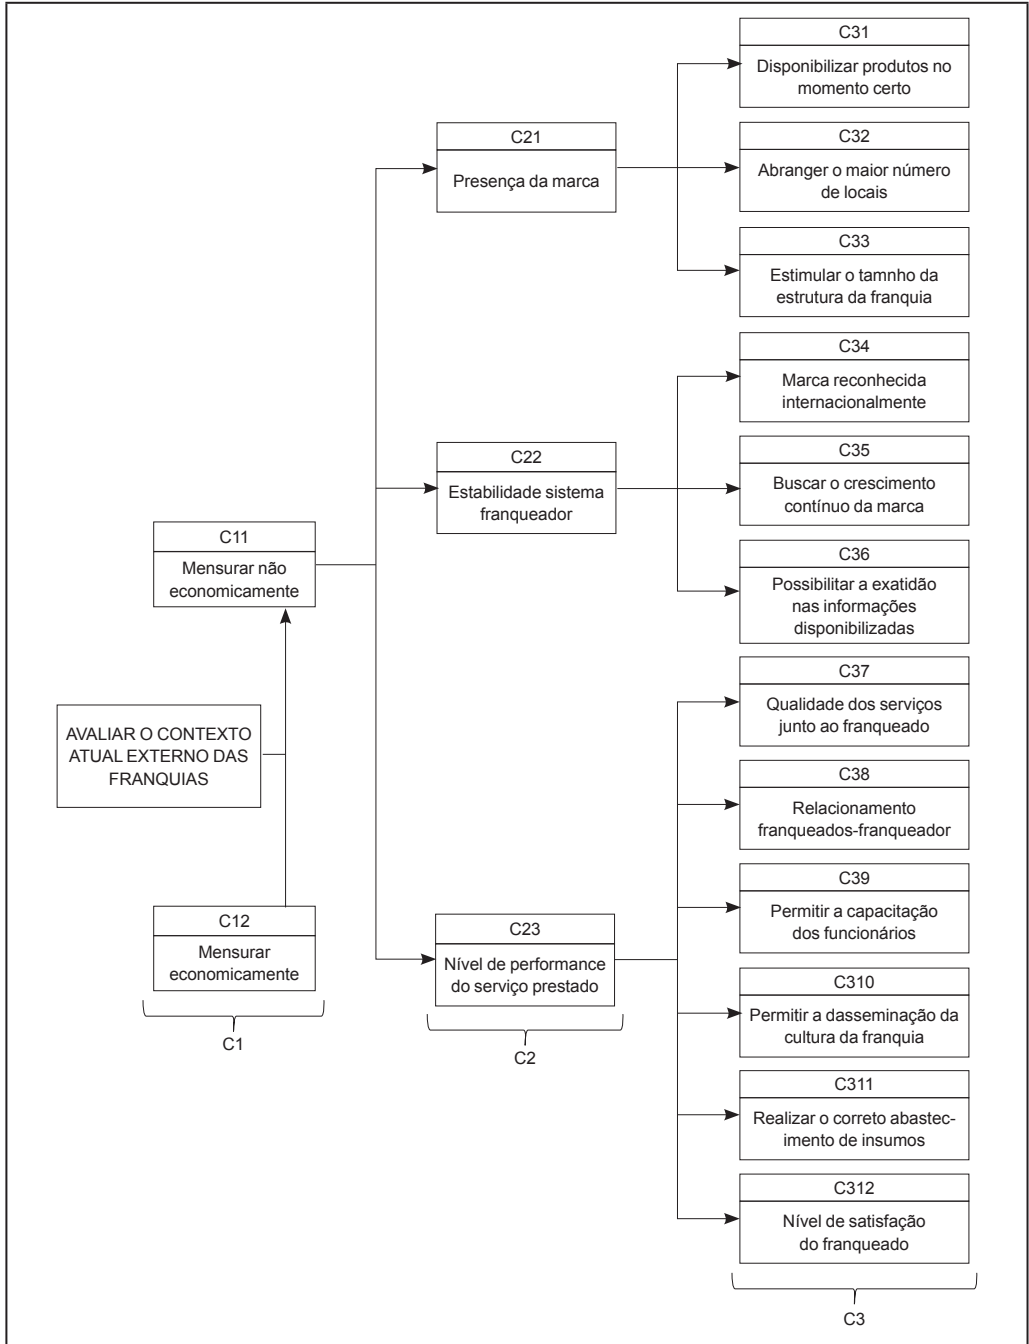 C31
Disponibilizar produtos no
momento certo
C21
Presença da marca
C32
Abranger o maior número
de locais
C33
Estimular o tamnho da
estrutura da franquia
C34
Marca reconhecida
internacionalmente
C22
Estabilidade sistema
franqueador
C35
Buscar o crescimento
contínuo da marca
C11
Mensurar não
economicamente
C36
Possibilitar a exatidão
nas informações
disponibilizadas
AVALIAR O CONTEXTO
ATUAL EXTERNO DAS
FRANQUIAS
C37
Qualidade dos serviços
junto ao franqueado
C38
Relacionamento
franqueados-franqueador
C12
Mensurar
economicamente
C1
C23
Nível de performance
do serviço prestado
C2
C39
Permitir a capacitação
dos funcionários
C310
Permitir a dasseminação da
cultura da franquia
C311
Realizar o correto abastec-
imento de insumos
C312
Nível de satisfação
do franqueado
C3